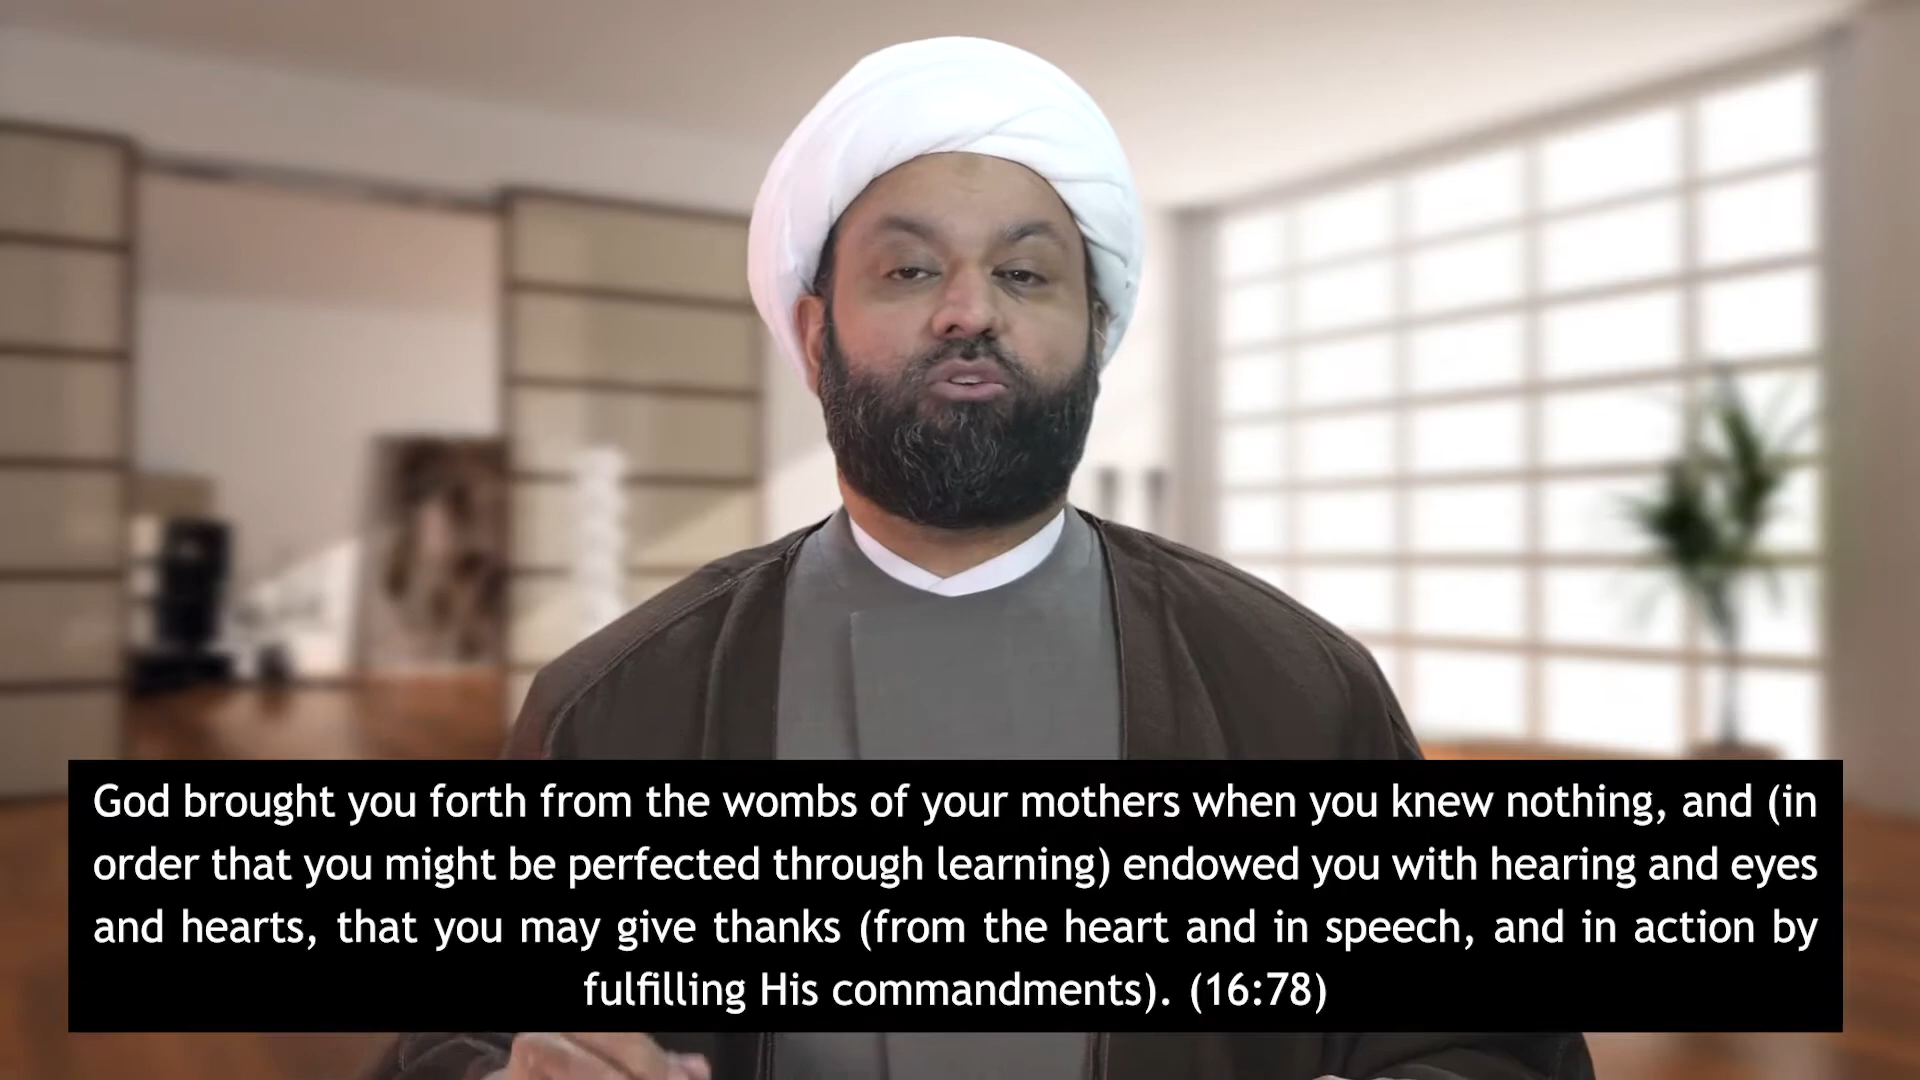 God brought you forth from the wombs of your mothers when you knew nothing, and (in
order that you might be perfected through learning) endowed you with hearing and eyes
and hearts, that you may give thanks (from the heart and in speech, and in action by
fulfilling His commandments). (16:78)